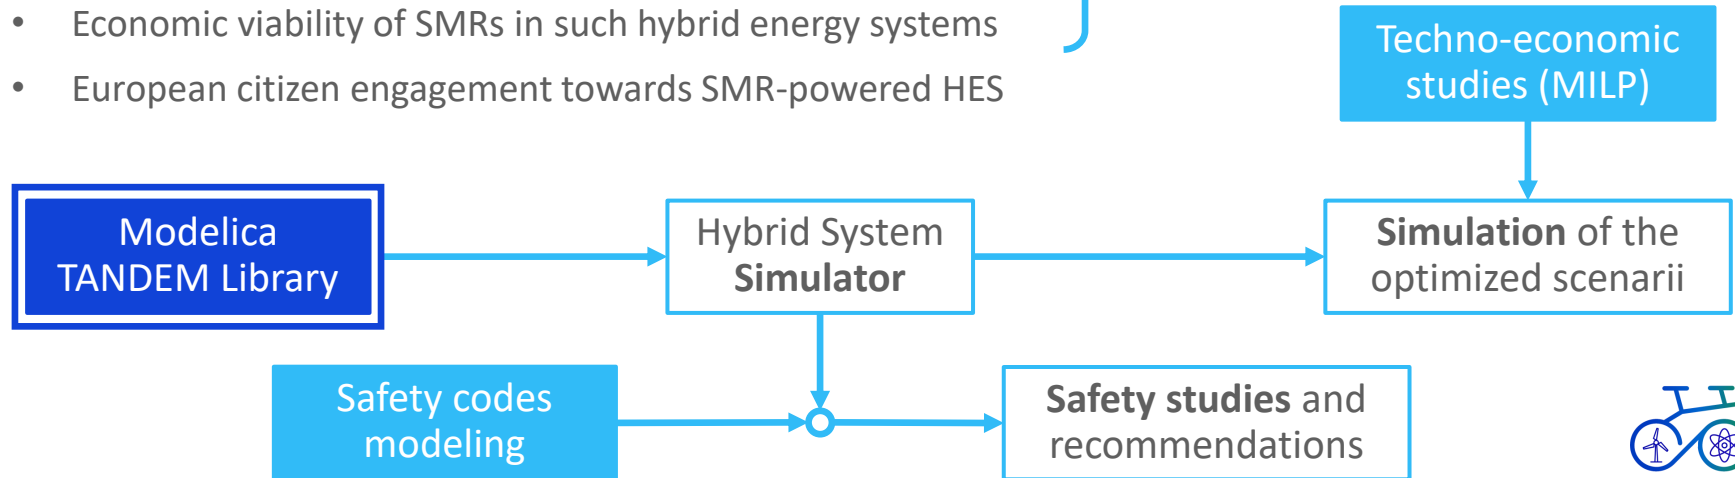 • Economic viability of SMRs in such hybrid energy systems
• European citizen engagement towards SMR-powered HES
Techno-economic
studies (MILP)
Modelica
TANDEM Library
Hybrid System
Simulator
Simulation of the
optimized scenarii
Safety codes
modeling
Safety studies and
recommendations